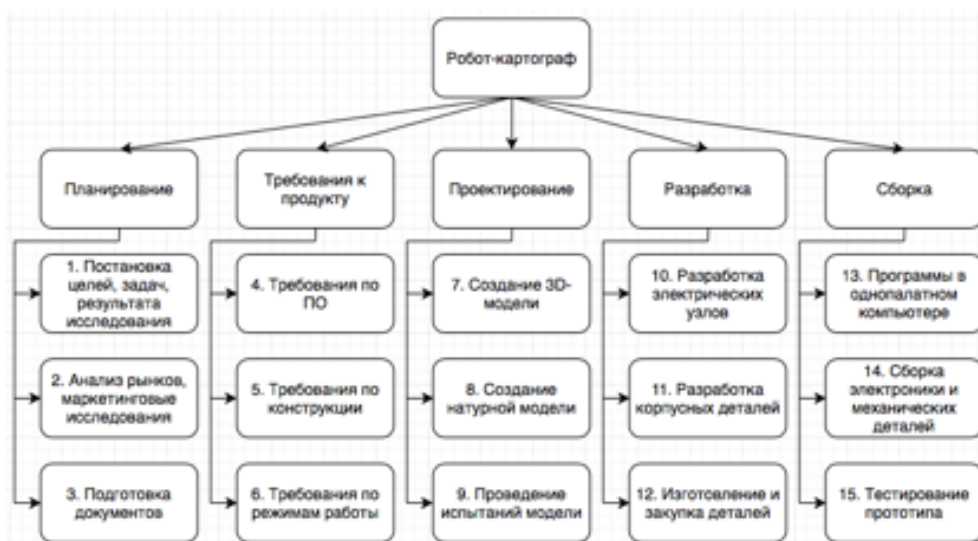 Робот-картограф
Планирование
Требования к
продукту
Проектирование
Разработка
Сборка
1. Постановка
целей, задач,
результата
исследования
4. Требования по
ПО
7. Создание 3D-
модели
10. Разработка
электрических
узлов
13. Программы в
однопалатном
компьютере
2. Анализ рынков,
маркетинговые
исследования
5. Требования по
конструкции
8. Создание
натурной модели
11. Разработка
корпусных деталей
14. Сборка
электроники и
механических
деталей
3. Подготовка
документов
6. Требования по
режимам работы
9. Проведение
испытаний модели
12. Изготовление и
закупка деталей
15. Тестирование
прототипа